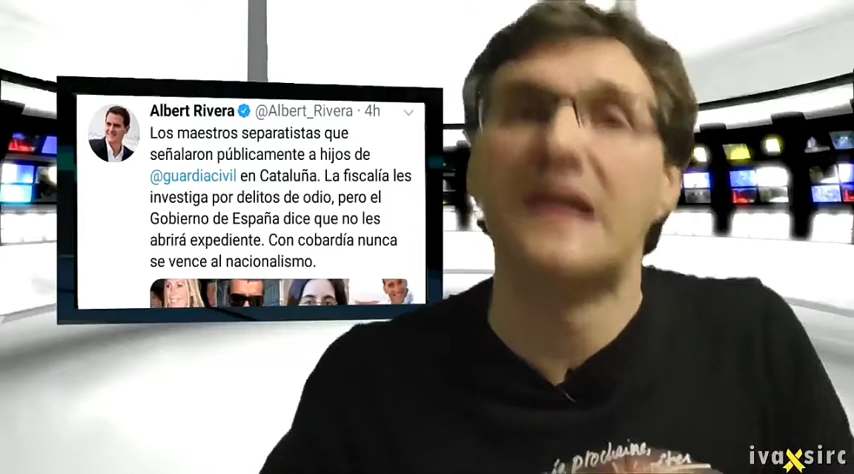 Albert Rivera @Albert_Rivera · 4h
Los maestros separatistas que
señalaron públicamente a hijos de
@guardiacivil en Cataluña. La fiscalía les
investiga por delitos de odio, pero el
Gobierno de España dice que no les
abrirá expediente. Con cobardía nunca
se vence al nacionalismo.
prochaine,
ivaxsirc